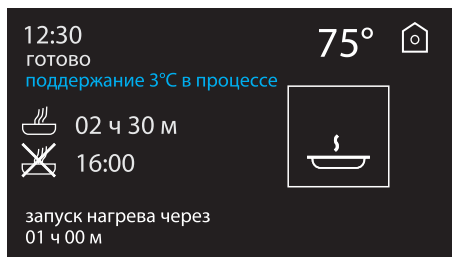 12:30
75°
готово
поддержание 3°C в процессе
02 ч 30 м
16:00
запуск нагрева через
01 ч 00 м